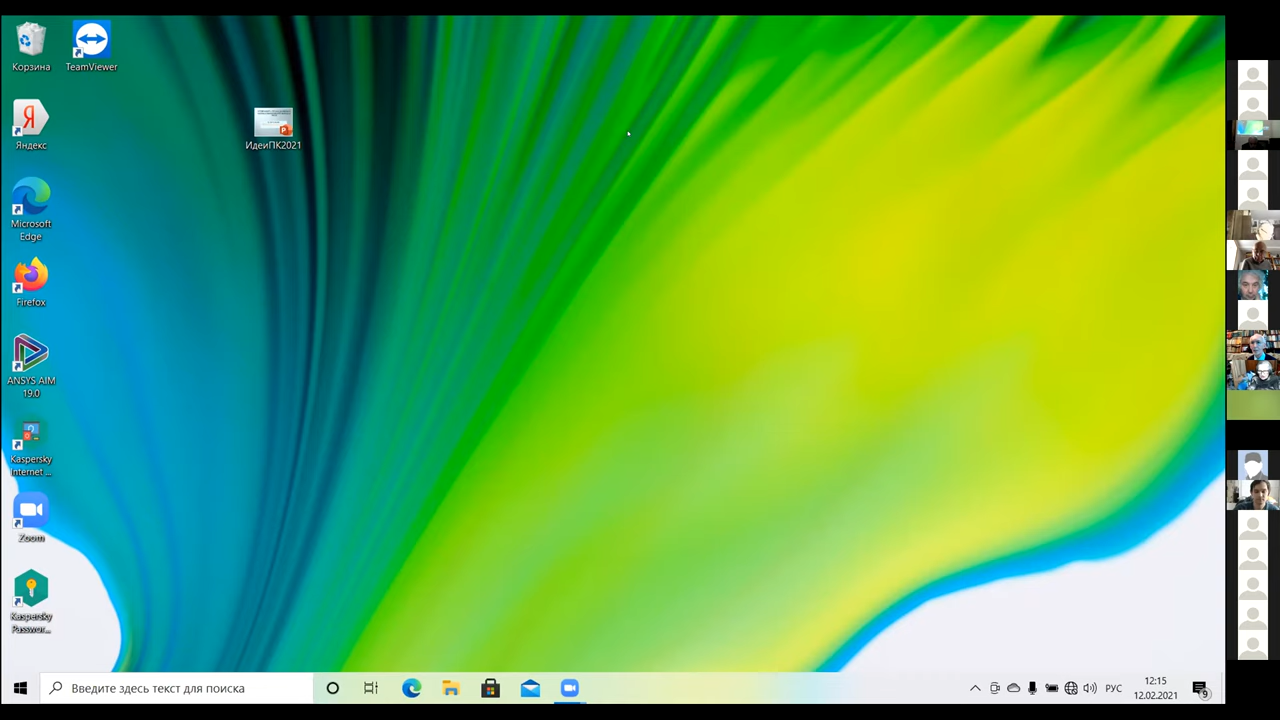 Корзина
TeamViewer
Яндекс
ИдеиПК2021
Microsoft
Edge
Firefox
ANSYS AIM
19.0
Kaspersky
Internet ...
Zoom
Kaspersky
Passwor...
Введите здесь текст для поиска
РУС
12:15
12.02.2021
9